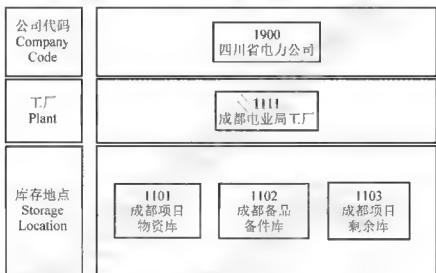 公司代码
Company
Code
1900
四川省电力公司
工厂
Plant
1111
成都电业局工厂
库存地点
Storage
Location
1101
成都项目
物资库
1102
成都备品
备件库
1103
成都项目
剩余库